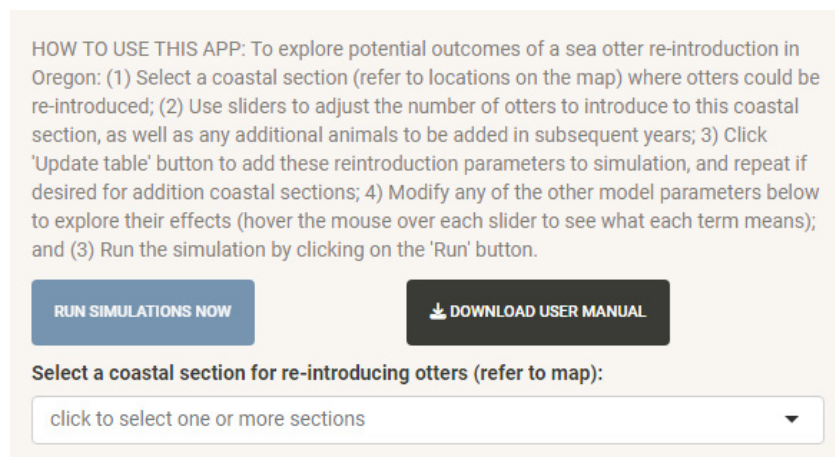 HOW TO USE THIS APP: To explore potential outcomes of a sea otter re-introduction in
Oregon: (1) Select a coastal section (refer to locations on the map) where otters could be
re-introduced; (2) Use sliders to adjust the number of otters to introduce to this coastal
section, as well as any additional animals to be added in subsequent years; 3) Click
'Update table' button to add these reintroduction parameters to simulation, and repeat if
desired for addition coastal sections; 4) Modify any of the other model parameters below
to explore their effects (hover the mouse over each slider to see what each term means);
and (3) Run the simulation by clicking on the 'Run' button.
RUN SIMULATIONS NOW
DOWNLOAD USER MANUAL
Select a coastal section for re-introducing otters (refer to map):
click to select one or more sections